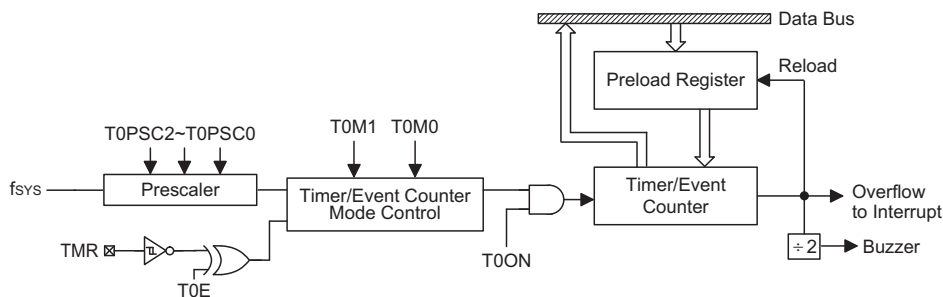 Data Bus
Preload Register
Reload
T0PSC2~T0PSC0
T0M1
T0M0
fSYS
Prescaler
Timer/Event Counter
Mode Control
Timer/Event
Counter
Overflow
to Interrupt
TMR
T0E
T0ON
÷2
Buzzer